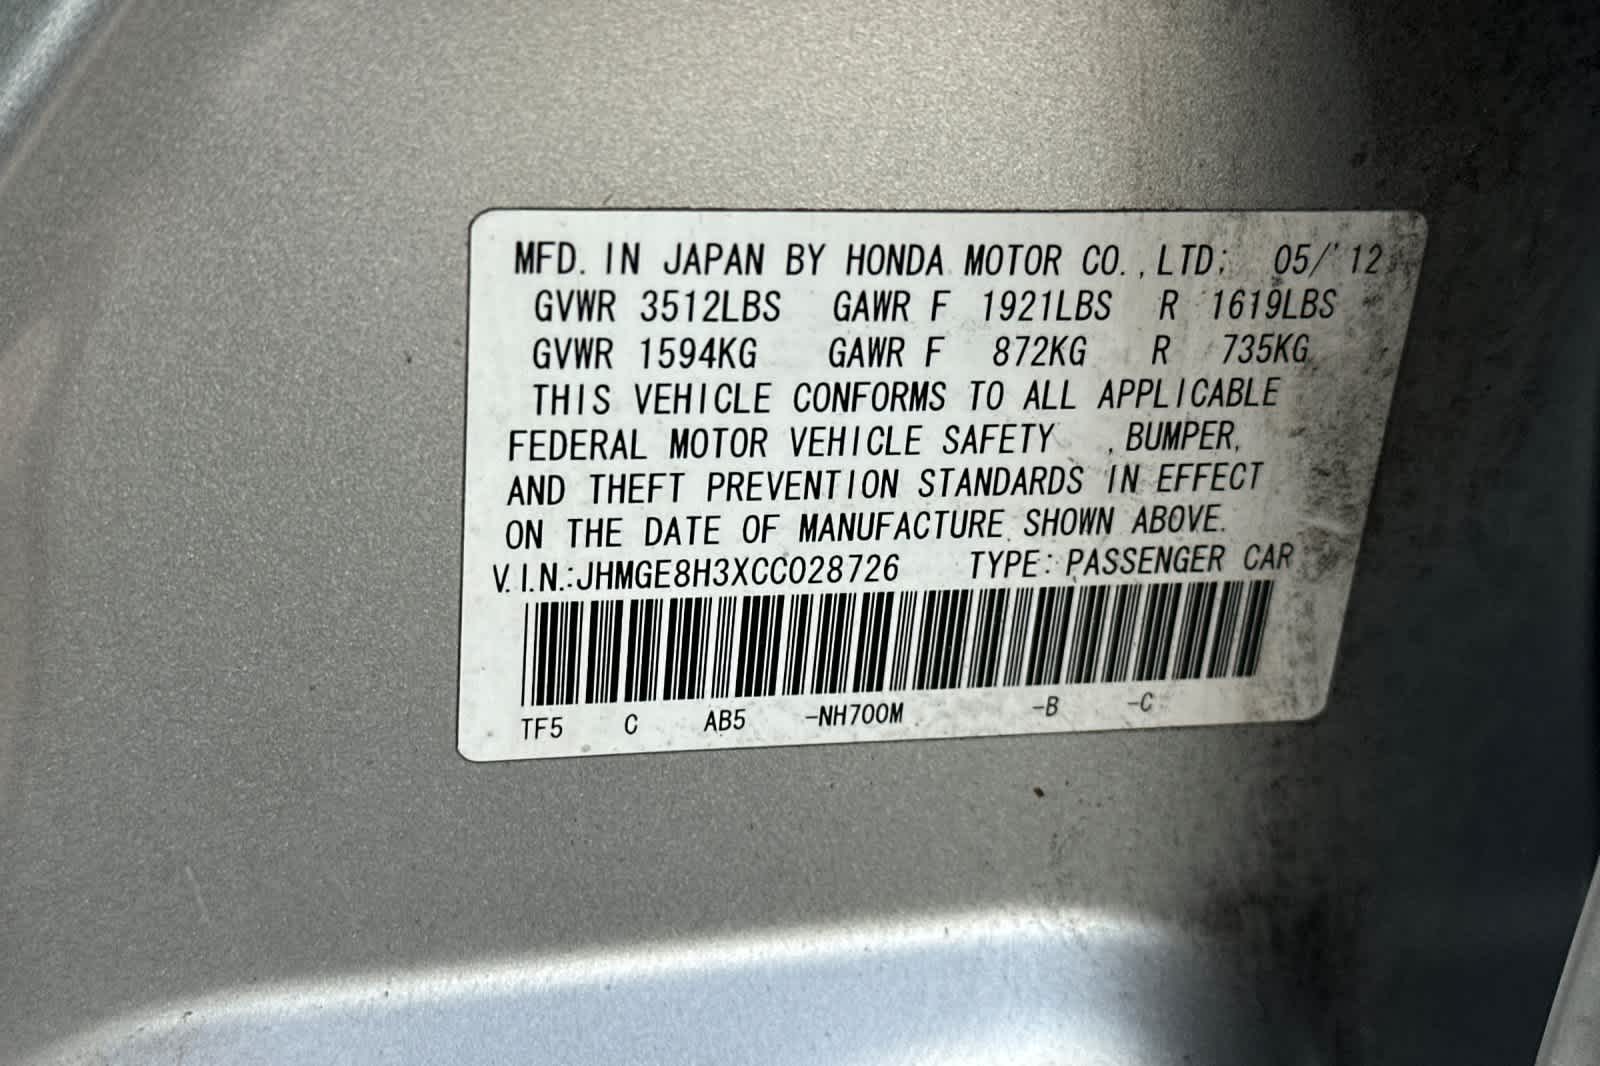 MFD. IN JAPAN BY HONDA MOTOR CO., LTD; 05/'12
GVWR 3512LBS GAWR F 1921LBS R 1619LBS
GVWR 1594KG GAWR F 872KG R 735KG
THIS VEHICLE CONFORMS TO ALL APPLICABLE
FEDERAL MOTOR VEHICLE SAFETY , BUMPER,
AND THEFT PREVENTION STANDARDS IN EFFECT
ON THE DATE OF MANUFACTURE SHOWN ABOVE.
V.I.N.:JHMGE8H3XCC028726 TYPE: PASSENGER CAR
TF5 C AB5 -NH700M -B -C